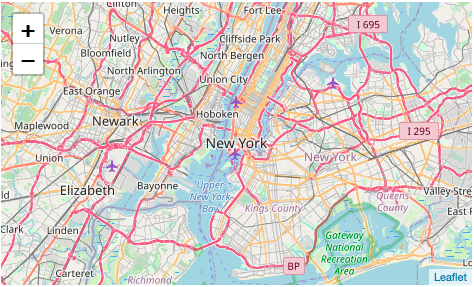 Clifton
Heights
Fort Lee
I 695
+
Verona
Nutley
Cliffside Park
Bloomfield
North Bergen
−
North Arlington
Union City
East Orange
Hoboken
Maplewood
Newark
I 295
New York
Union
New York
Elizabeth
Bayonne
Upper
New York
Bay
Queens
County
Valley Stre
Kings County
Clark
Linden
Gateway
National
Recreation
Area
BP
Carteret
Richmond
Leaflet